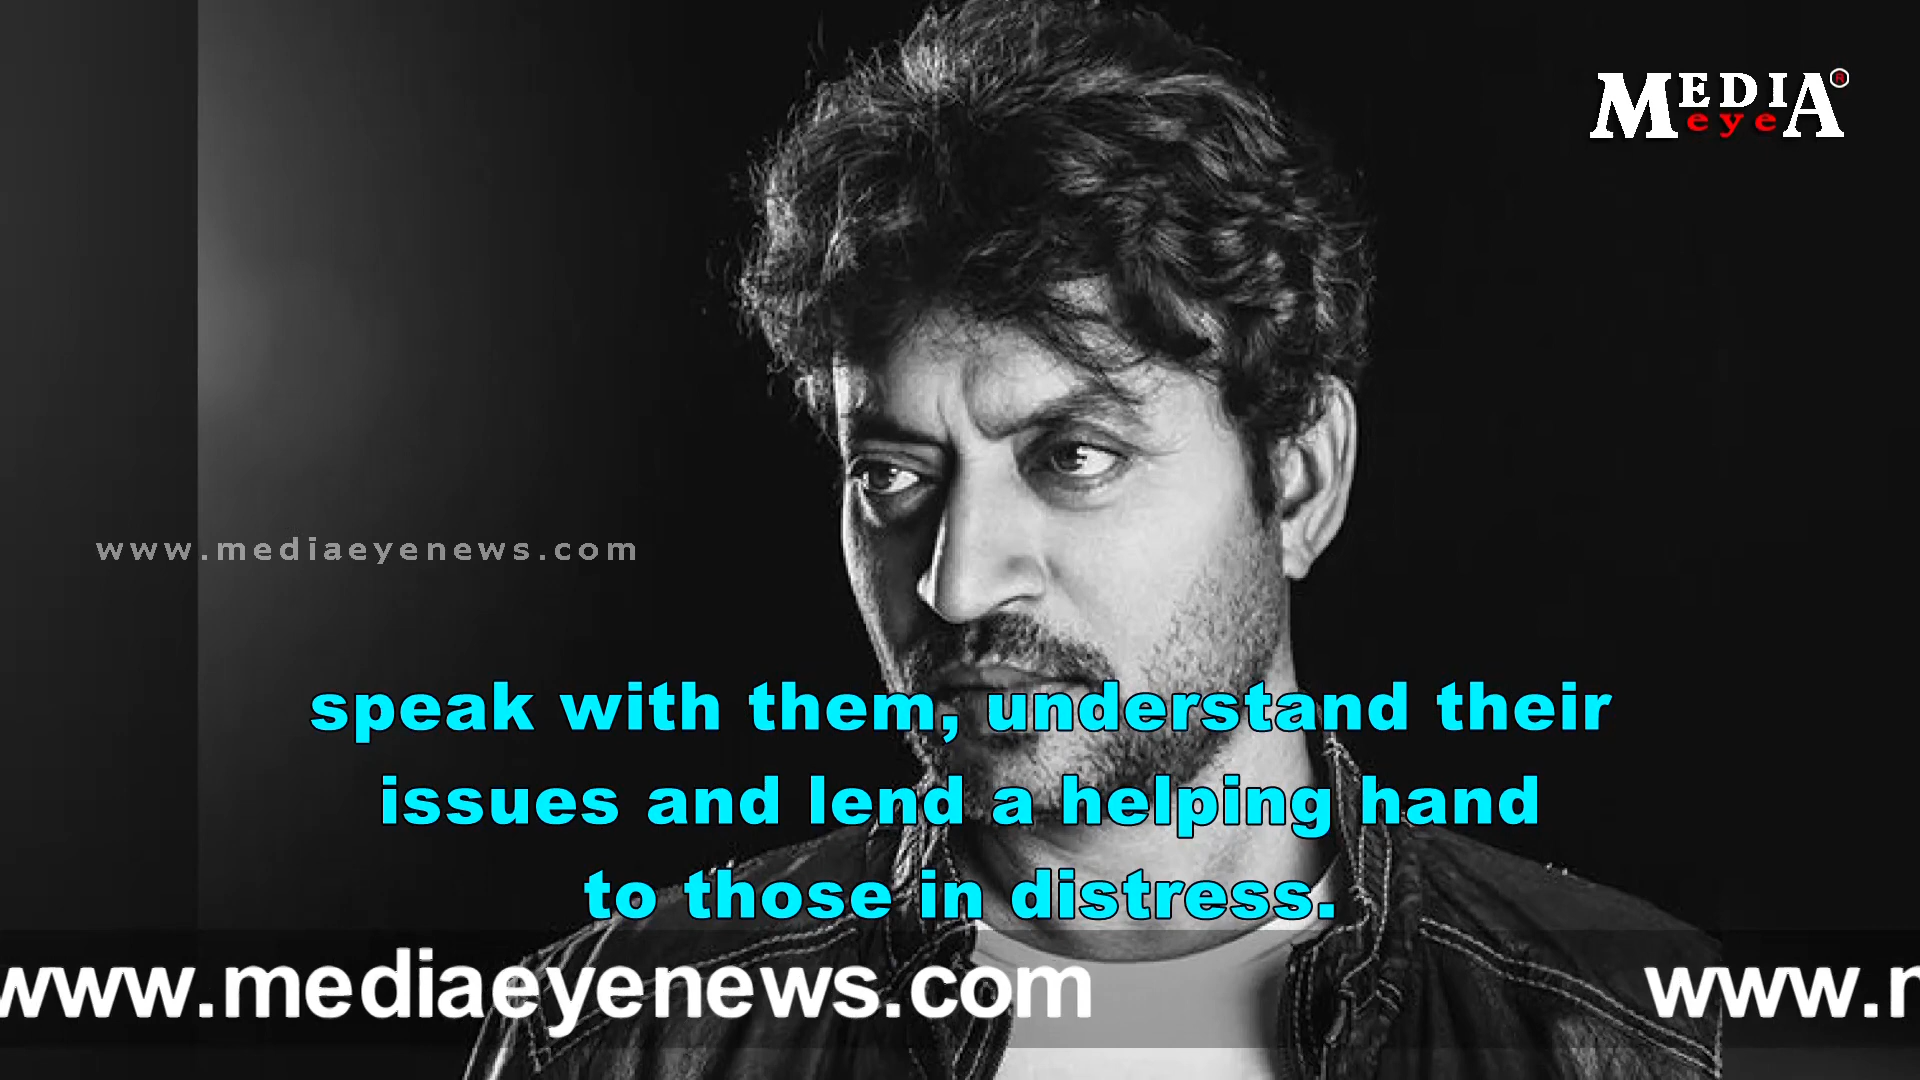 MEDIA
eye
®
www.mediaeyenews.com
speak with them, understand their
issues and lend a helping hand
to those in distress.
www.mediaeyenews.com
www.